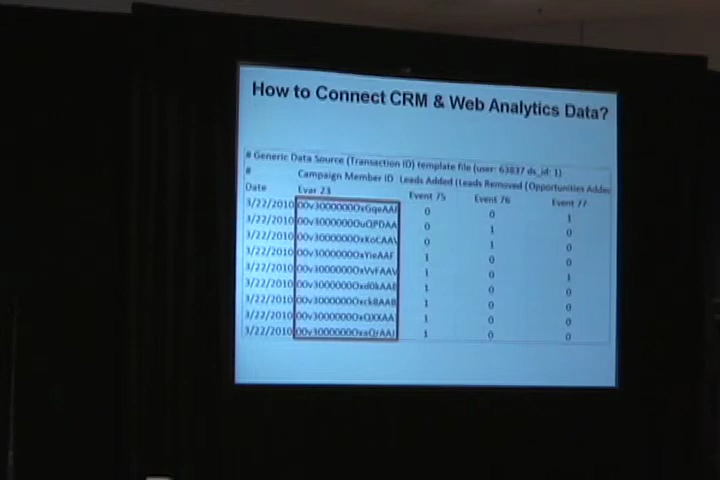 How to Connect CRM & Web Analytics Data?
# Generic Data Source (Transaction ID) template file (user: 63837 ds_id: 1)
# Campaign Member ID Leads Added (Leads Removed (Opportunities Added
Date Evar 23 Event 75 Event 76 Event 77
3/22/2010 0 0 1
3/22/2010 0 1 0
3/22/2010 0 1 0
3/22/2010 1 0 0
3/22/2010 1 0 1
3/22/2010 1 0 0
3/22/2010 1 0 0
3/22/2010 1 0 0
3/22/2010 1 0 0